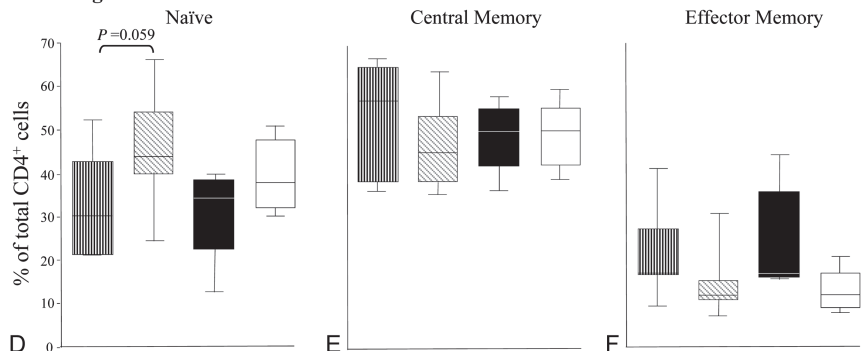 Naïve
Central Memory
Effector Memory
P =0.059
70
60
50
40
30
20
10
0
% of total CD4⁺ cells
D
E
F